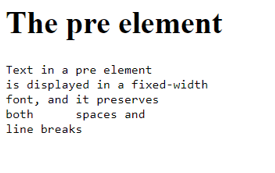 The pre element
Text in a pre element
is displayed in a fixed-width
font, and it preserves
both      spaces and
line breaks